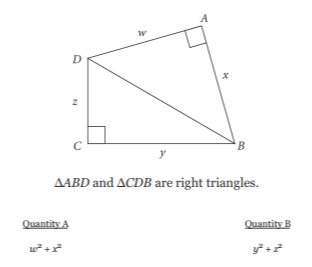 A
w
D
x
z
C
y
B
ΔABD and ΔCDB are right triangles.
Quantity A Quantity B
w² + x² y² + z²